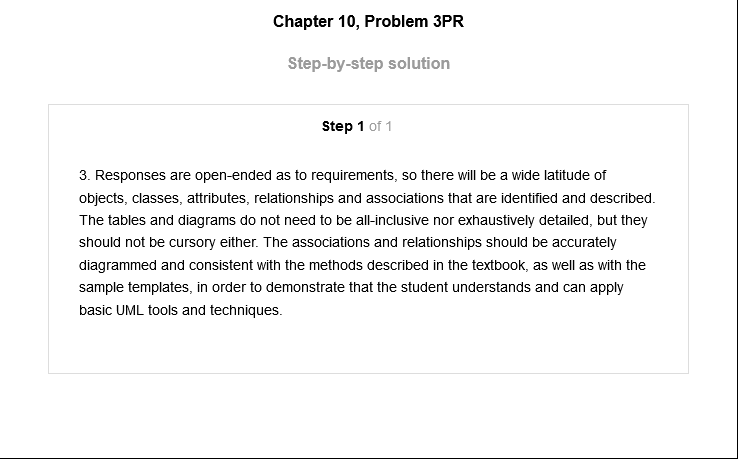 Chapter 10, Problem 3PR
Step-by-step solution
Step 1 of 1
3. Responses are open-ended as to requirements, so there will be a wide latitude of
objects, classes, attributes, relationships and associations that are identified and described.
The tables and diagrams do not need to be all-inclusive nor exhaustively detailed, but they
should not be cursory either. The associations and relationships should be accurately
diagrammed and consistent with the methods described in the textbook, as well as with the
sample templates, in order to demonstrate that the student understands and can apply
basic UML tools and techniques.